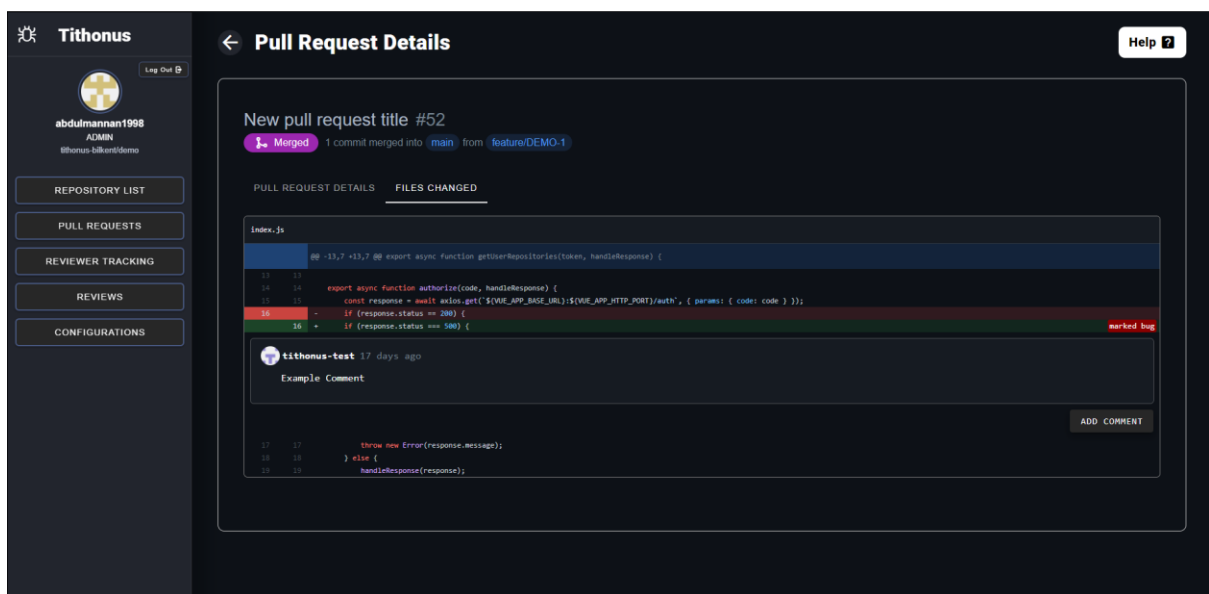 Tithonus
Log Out
abdulmannan1998
ADMIN
tithonus-bilkent/demo
REPOSITORY LIST
PULL REQUESTS
REVIEWER TRACKING
REVIEWS
CONFIGURATIONS
Pull Request Details
Help ?
New pull request title #52
Merged 1 commit merged into main from feature/DEMO-1
PULL REQUEST DETAILS FILES CHANGED
index.js
@@ -13,7 +13,7 @@ export async function getUserRepositories(token, handleResponse) {
13 13
14 14 export async function authorize(code, handleResponse) {
15 15 const response = await axios.get(`${VUE_APP_BASE_URL}:${VUE_APP_HTTP_PORT}/auth`, { params: { code: code } });
16 - if (response.status == 200) {
16 + if (response.status === 500) { marked bug
tithonus-test 17 days ago
Example Comment
ADD COMMENT
17 17 throw new Error(response.message);
18 18 } else {
19 19 handleResponse(response);